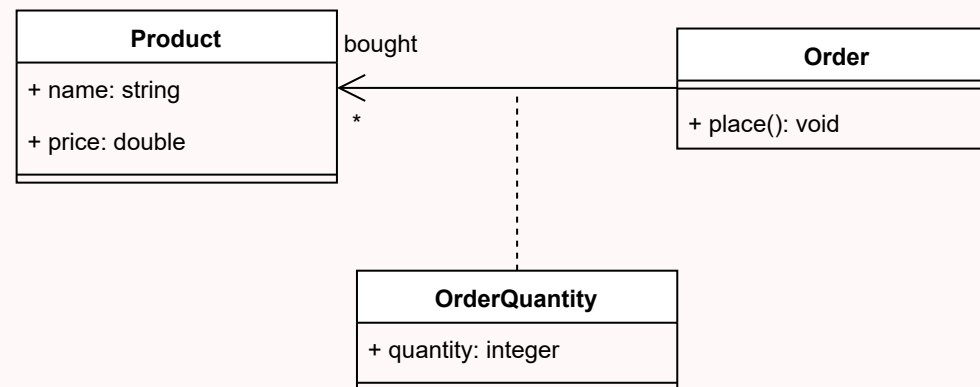 Product
+ name: string
+ price: double
bought
*
Order
+ place(): void
OrderQuantity
+ quantity: integer